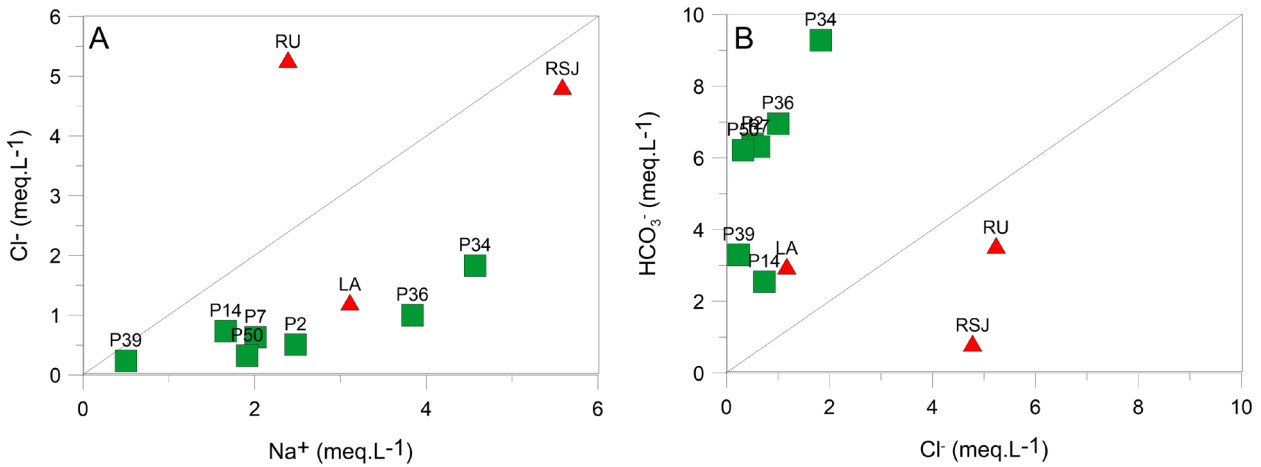 A
6
5
4
3
2
1
0
Cl- (meq.L-1)
RU
RSJ
P34
LA
P36
P14
P7
P2
P50
P39
0
2
4
6
Na+ (meq.L-1)
B
10
8
6
4
2
0
HCO3- (meq.L-1)
P34
P36
P2
P7
P50
P39
LA
P14
RU
RSJ
0
2
4
6
8
10
Cl- (meq.L-1)